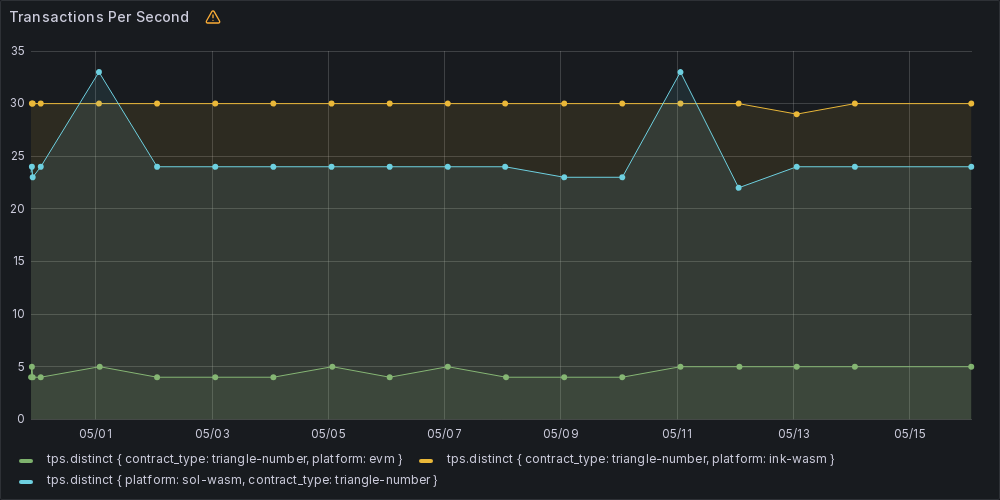 Transactions Per Second
35
30
25
20
15
10
5
0
05/01 05/03 05/05 05/07 05/09 05/11 05/13 05/15
tps.distinct { contract_type: triangle-number, platform: evm } tps.distinct { contract_type: triangle-number, platform: ink-wasm }
tps.distinct { platform: sol-wasm, contract_type: triangle-number }